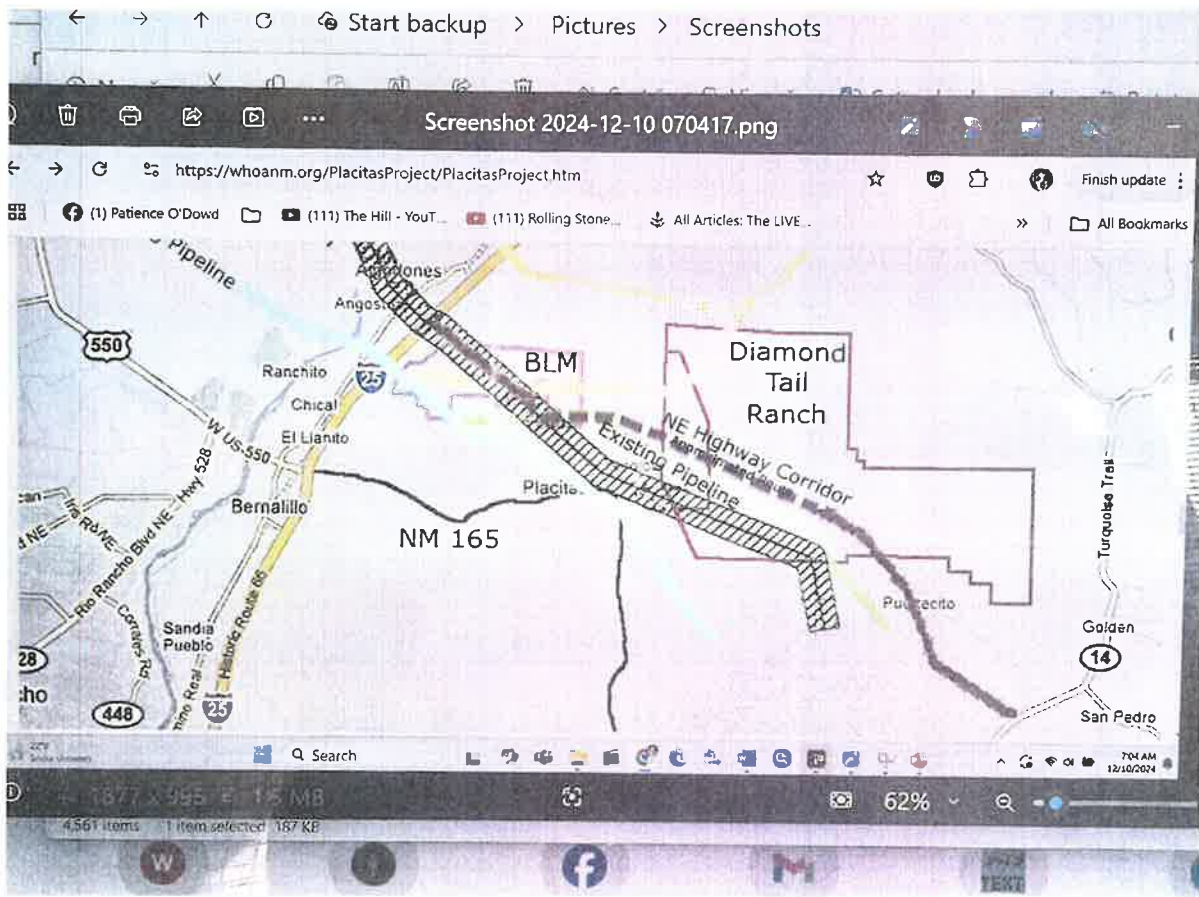 Start backup > Pictures > Screenshots
Screenshot 2024-12-10 070417.png
https://whoanm.org/PlacitasProject/PlacitasProject.htm
Finish update
(1) Patience O'Dowd
(111) The Hill - YouT...
(111) Rolling Stone...
All Articles: The LIVE...
» All Bookmarks
Pipeline
550
Ranchito
25
Chical
El Llanito
W US-550
Hwy 528
Bernalillo
NM 165
BLM
Diamond
Tail
Ranch
NE Highway Corridor
Existing Pipeline
Rio Rancho Blvd NE
Corrales Rd
Sandia
Pueblo
Historic Route 66
28
448
25
Turquoise Trail
Golden
14
San Pedro
Search
7:04 AM
12/10/2024
1877 x 995
62%
4,561 items 1 item selected 187 KB
W
TEXT